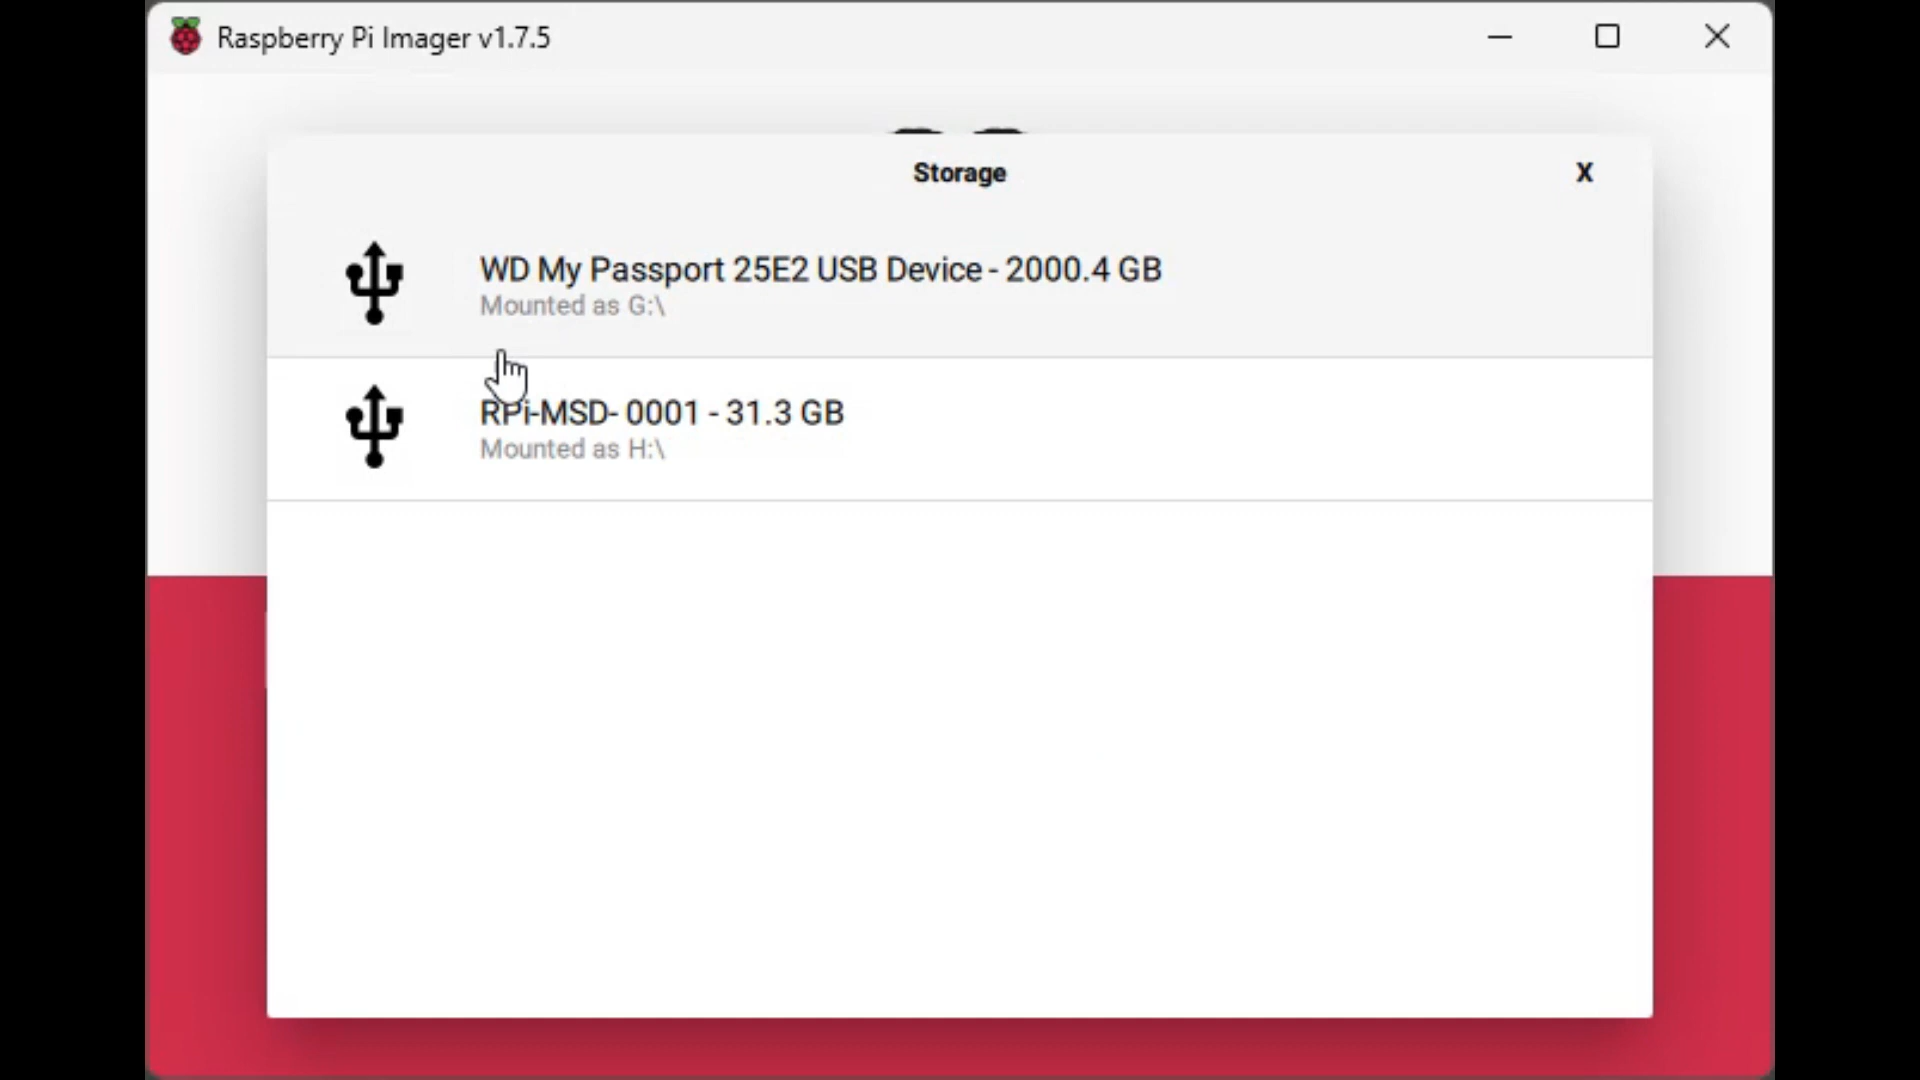 Raspberry Pi Imager v1.7.5
Storage
X
WD My Passport 25E2 USB Device - 2000.4 GB
Mounted as G:\
RPi-MSD- 0001 - 31.3 GB
Mounted as H:\